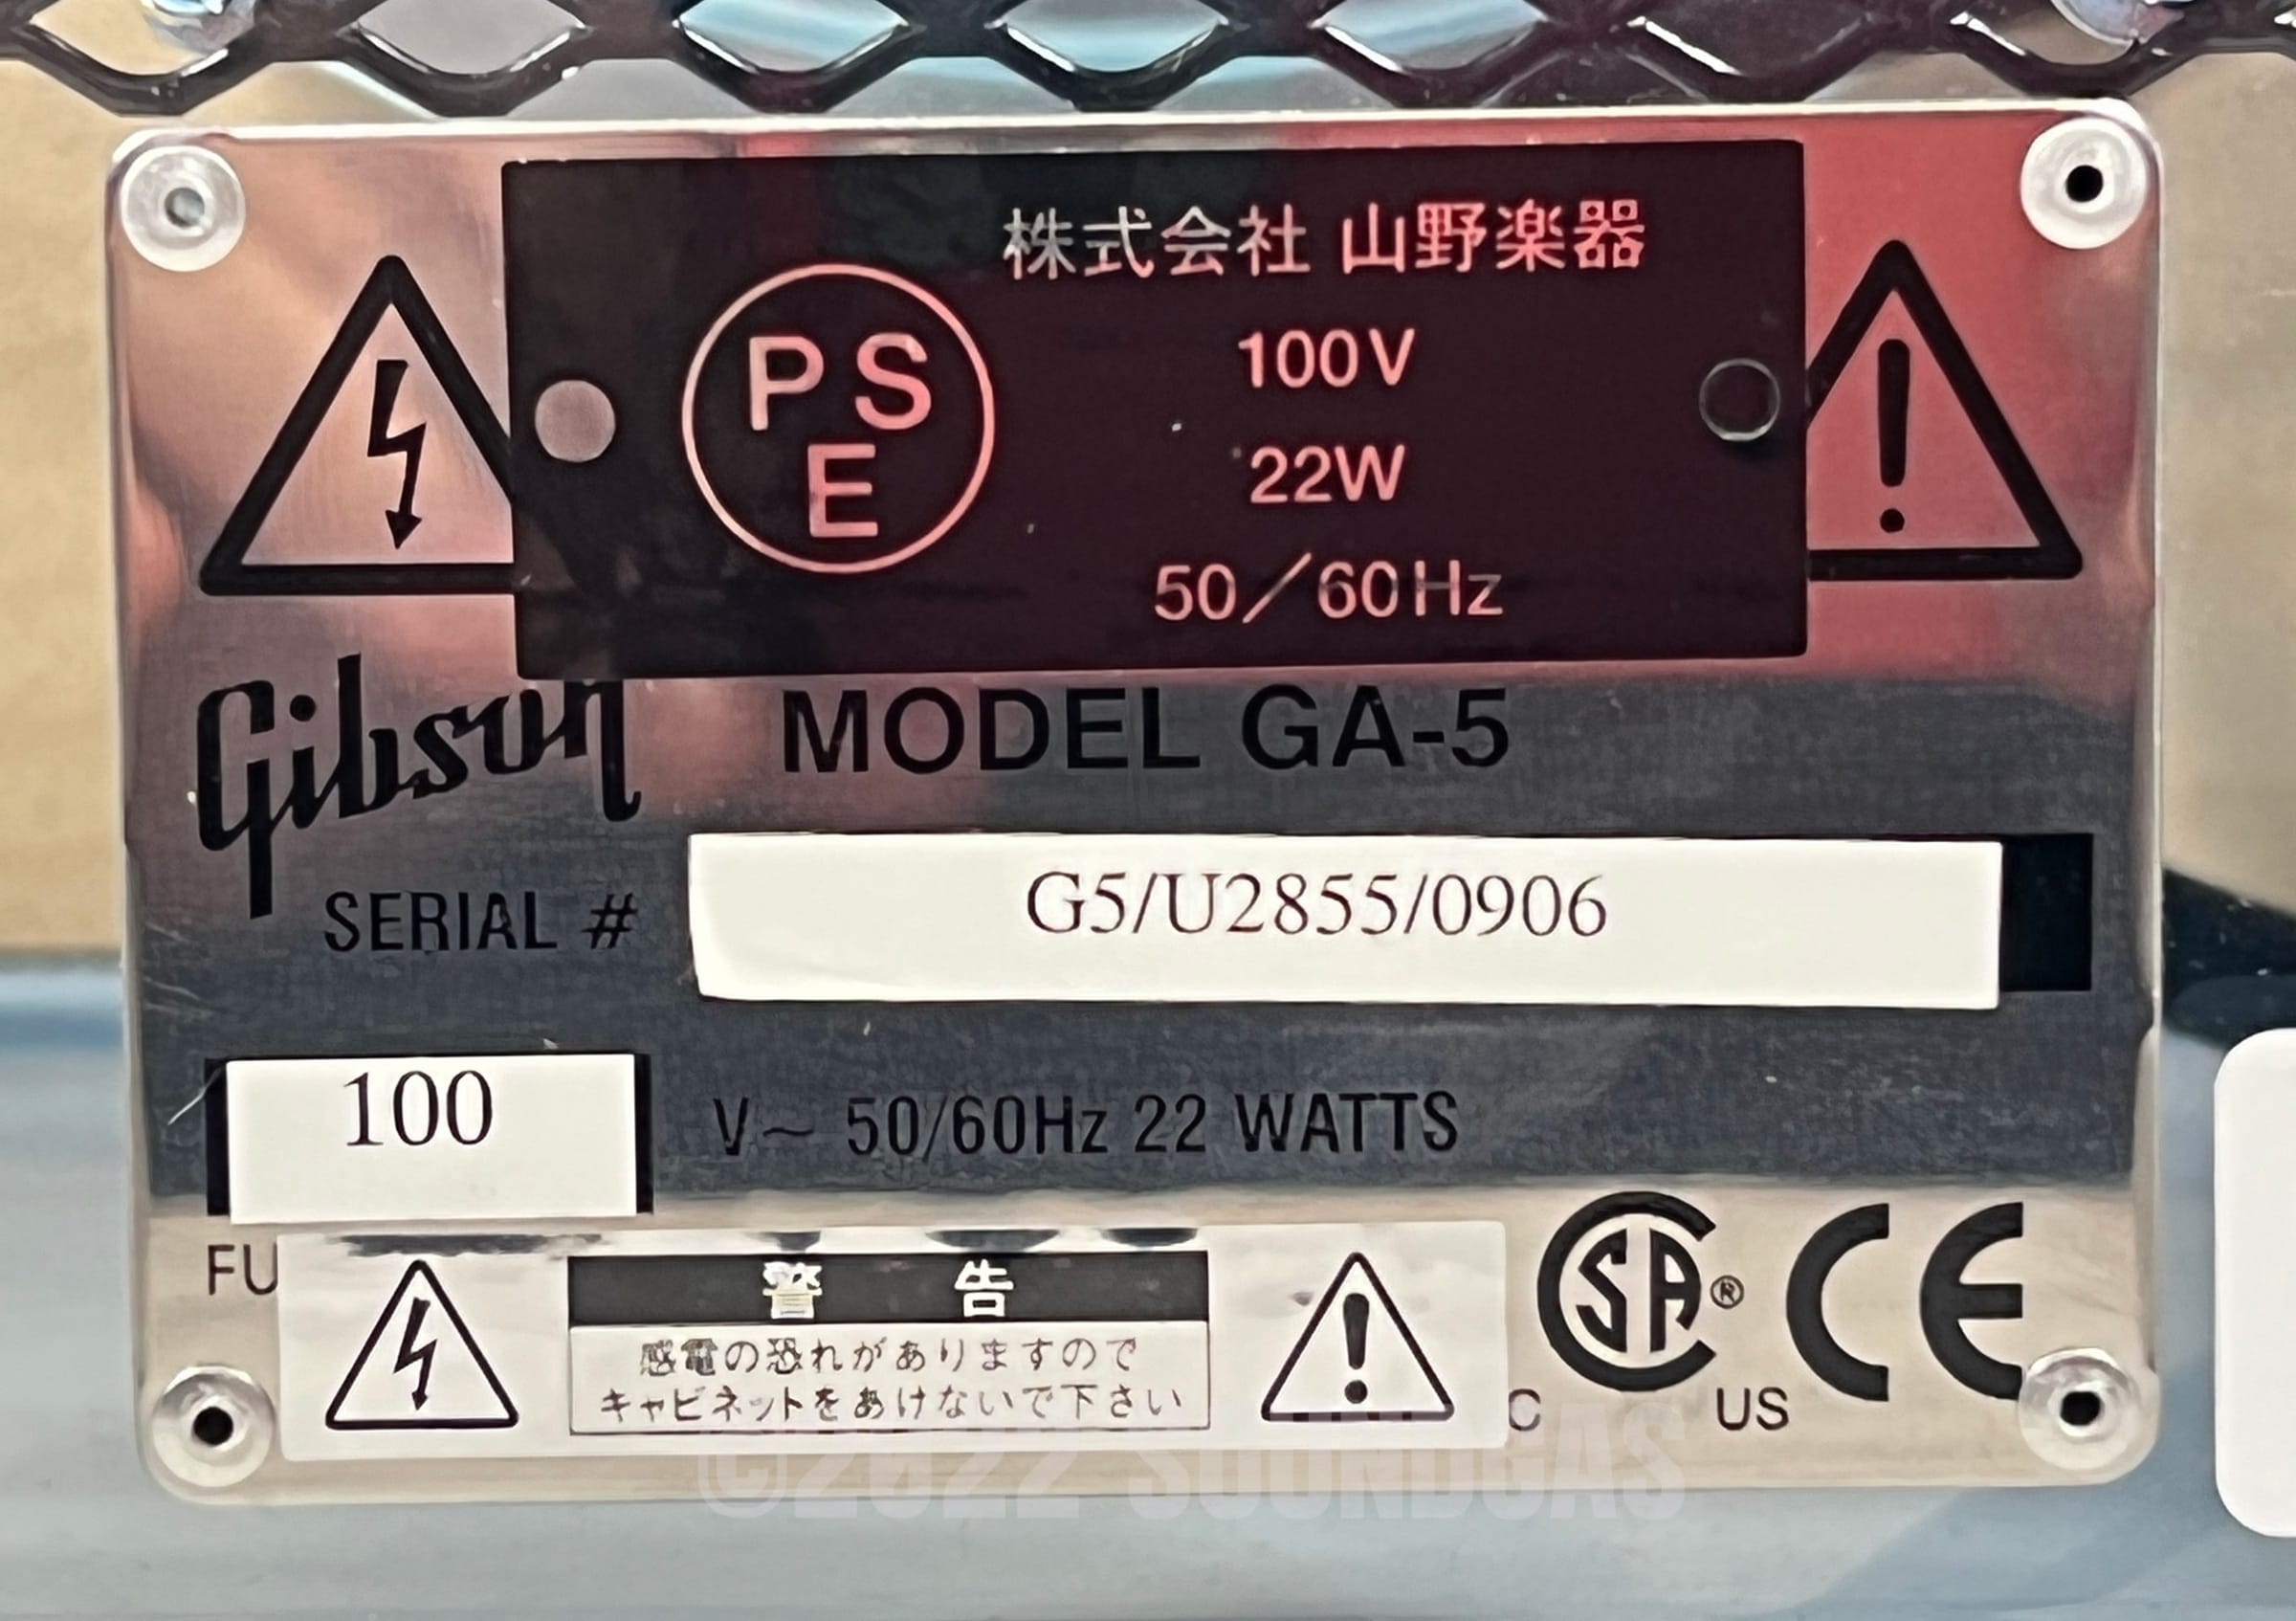 株式会社 山野楽器
PS
E
100V
22W
50/60Hz
Gibson
MODEL GA-5
SERIAL # G5/U2855/0906
100 V~ 50/60Hz 22 WATTS
FU
警 告
感電の恐れがありますので
キャビネットをあけないで下さい
SA® CE
C US
©2022 SOUNDGAS